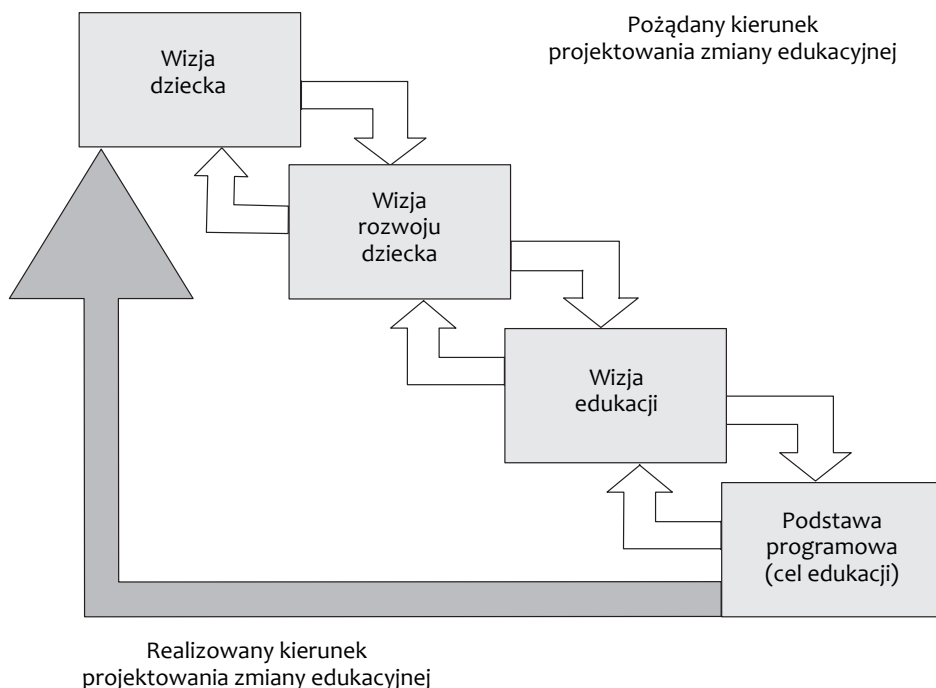 Pożądany kierunek
projektowania zmiany edukacyjnej
Wizja
dziecka
Wizja
rozwoju
dziecka
Wizja
edukacji
Podstawa
programowa
(cel edukacji)
Realizowany kierunek
projektowania zmiany edukacyjnej